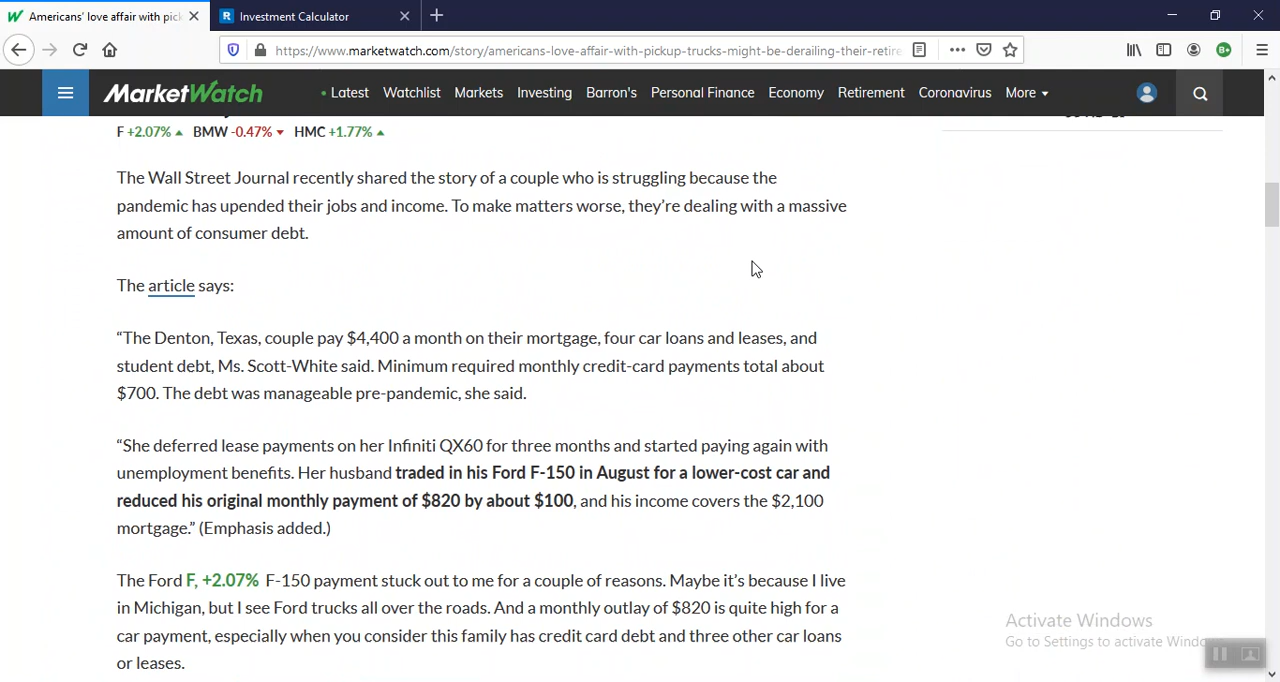 Americans' love affair with pick
Investment Calculator
https://www.marketwatch.com/story/americans-love-affair-with-pickup-trucks-might-be-derailing-their-retire
MarketWatch
• Latest Watchlist Markets Investing Barron's Personal Finance Economy Retirement Coronavirus More
F +2.07% BMW -0.47% HMC +1.77%
The Wall Street Journal recently shared the story of a couple who is struggling because the
pandemic has upended their jobs and income. To make matters worse, they’re dealing with a massive
amount of consumer debt.
The article says:
“The Denton, Texas, couple pay $4,400 a month on their mortgage, four car loans and leases, and
student debt, Ms. Scott-White said. Minimum required monthly credit-card payments total about
$700. The debt was manageable pre-pandemic, she said.
“She deferred lease payments on her Infiniti QX60 for three months and started paying again with
unemployment benefits. Her husband traded in his Ford F-150 in August for a lower-cost car and
reduced his original monthly payment of $820 by about $100, and his income covers the $2,100
mortgage.” (Emphasis added.)
The Ford F, +2.07% F-150 payment stuck out to me for a couple of reasons. Maybe it’s because I live
in Michigan, but I see Ford trucks all over the roads. And a monthly outlay of $820 is quite high for a
car payment, especially when you consider this family has credit card debt and three other car loans
or leases.
Activate Windows
Go to Settings to activate Windo